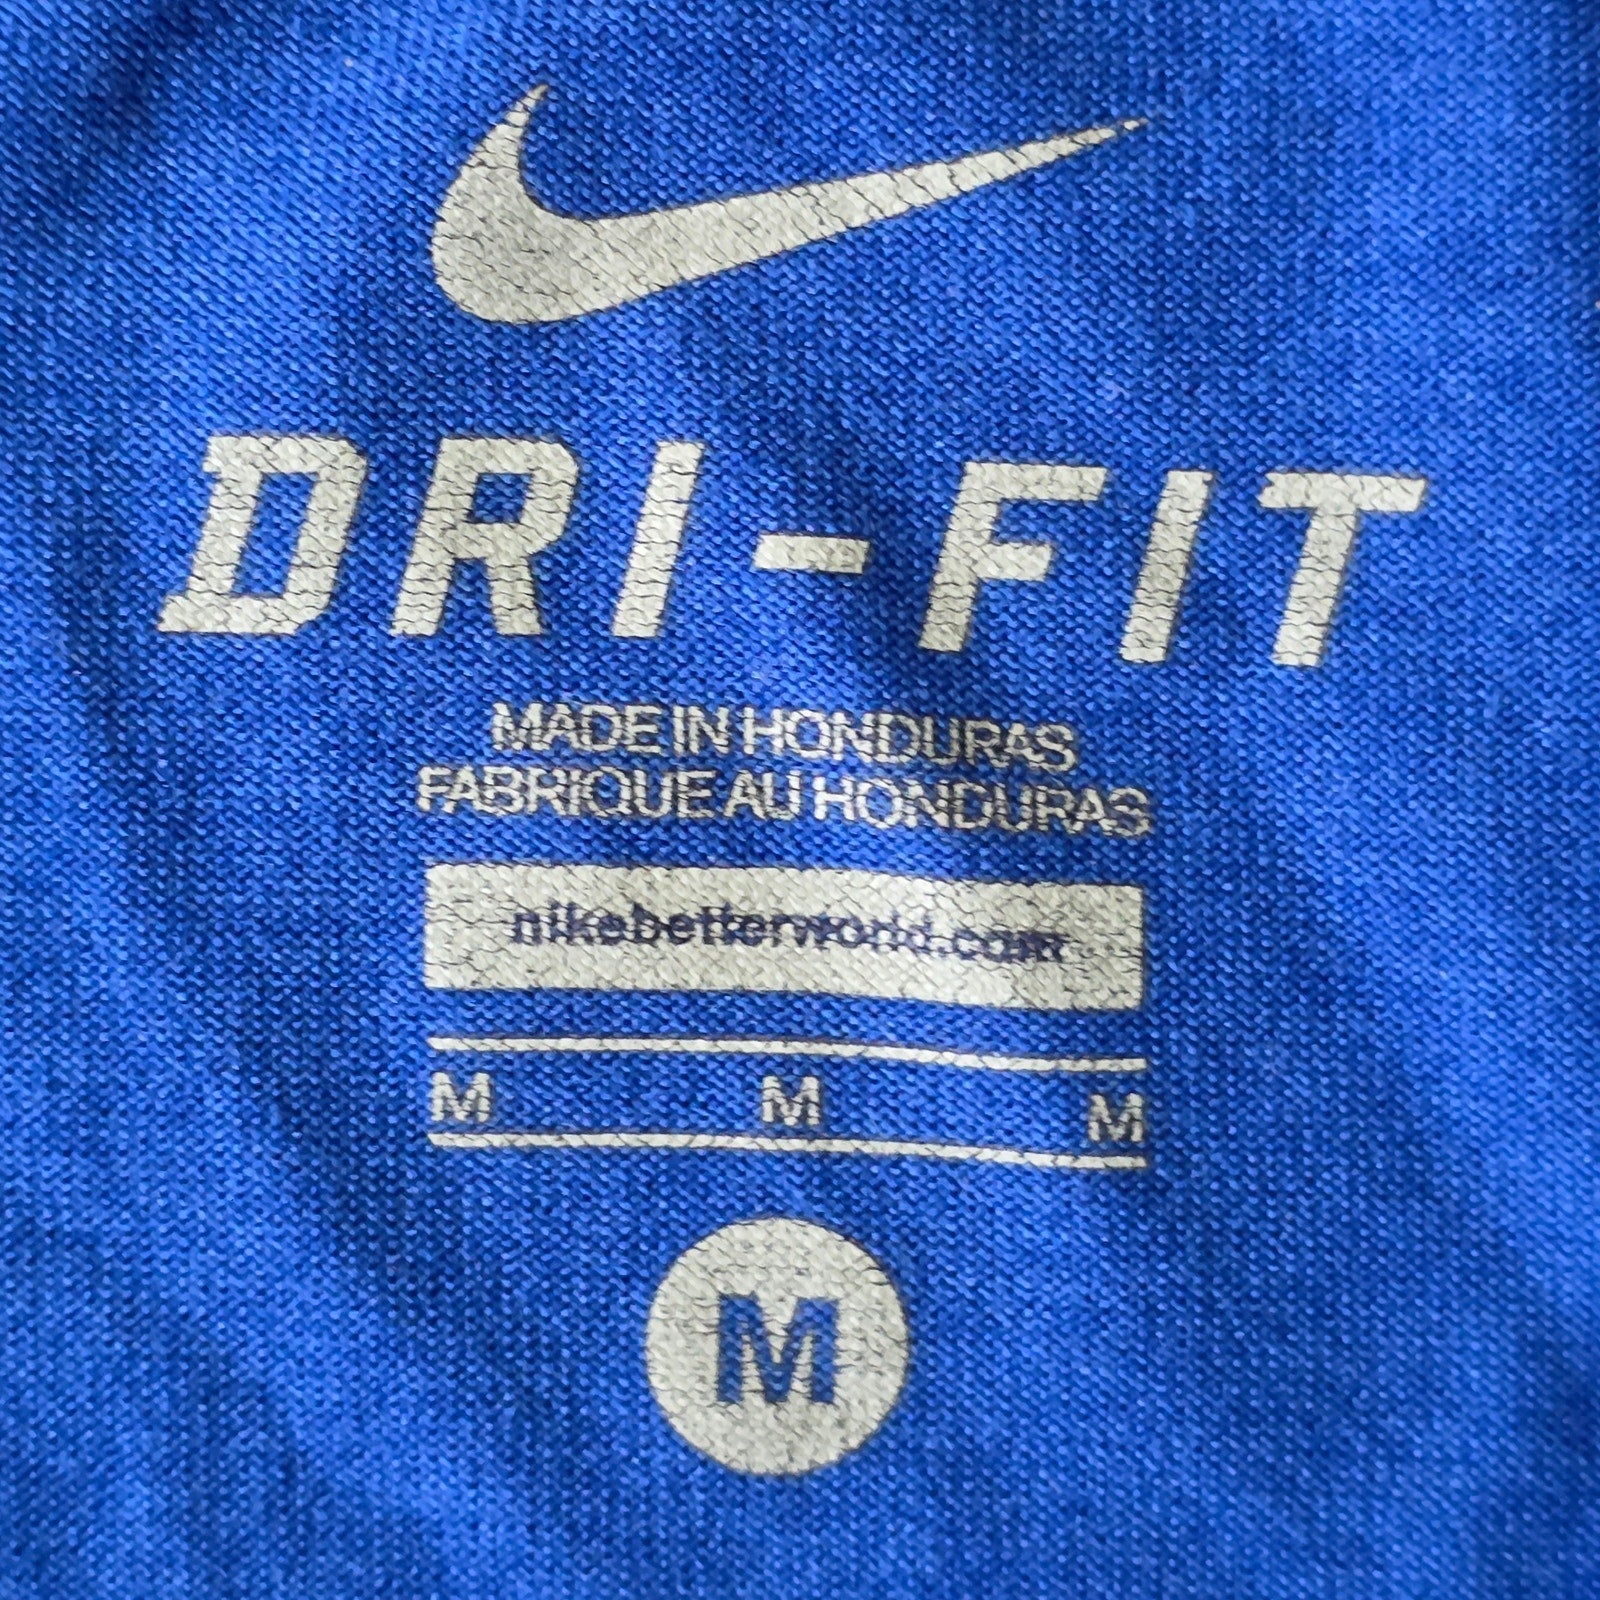 DRI-FIT
MADE IN HONDURAS
FABRIQUE AU HONDURAS
nikebetterworld.com
M M M
M